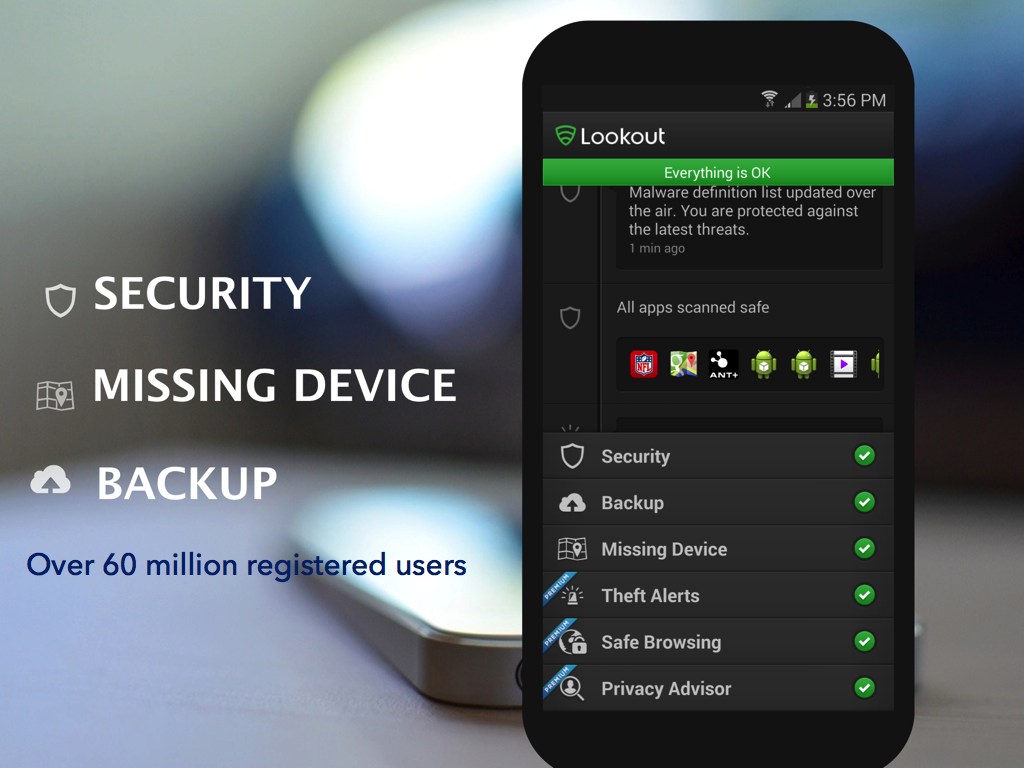 SECURITY
MISSING DEVICE
BACKUP
Over 60 million registered users
3:56 PM
Lookout
Everything is OK
Malware definition list updated over
the air. You are protected against
the latest threats.
1 min ago
All apps scanned safe
NFL
ANT+
Security
Backup
Missing Device
PREMIUM
Theft Alerts
PREMIUM
Safe Browsing
PREMIUM
Privacy Advisor